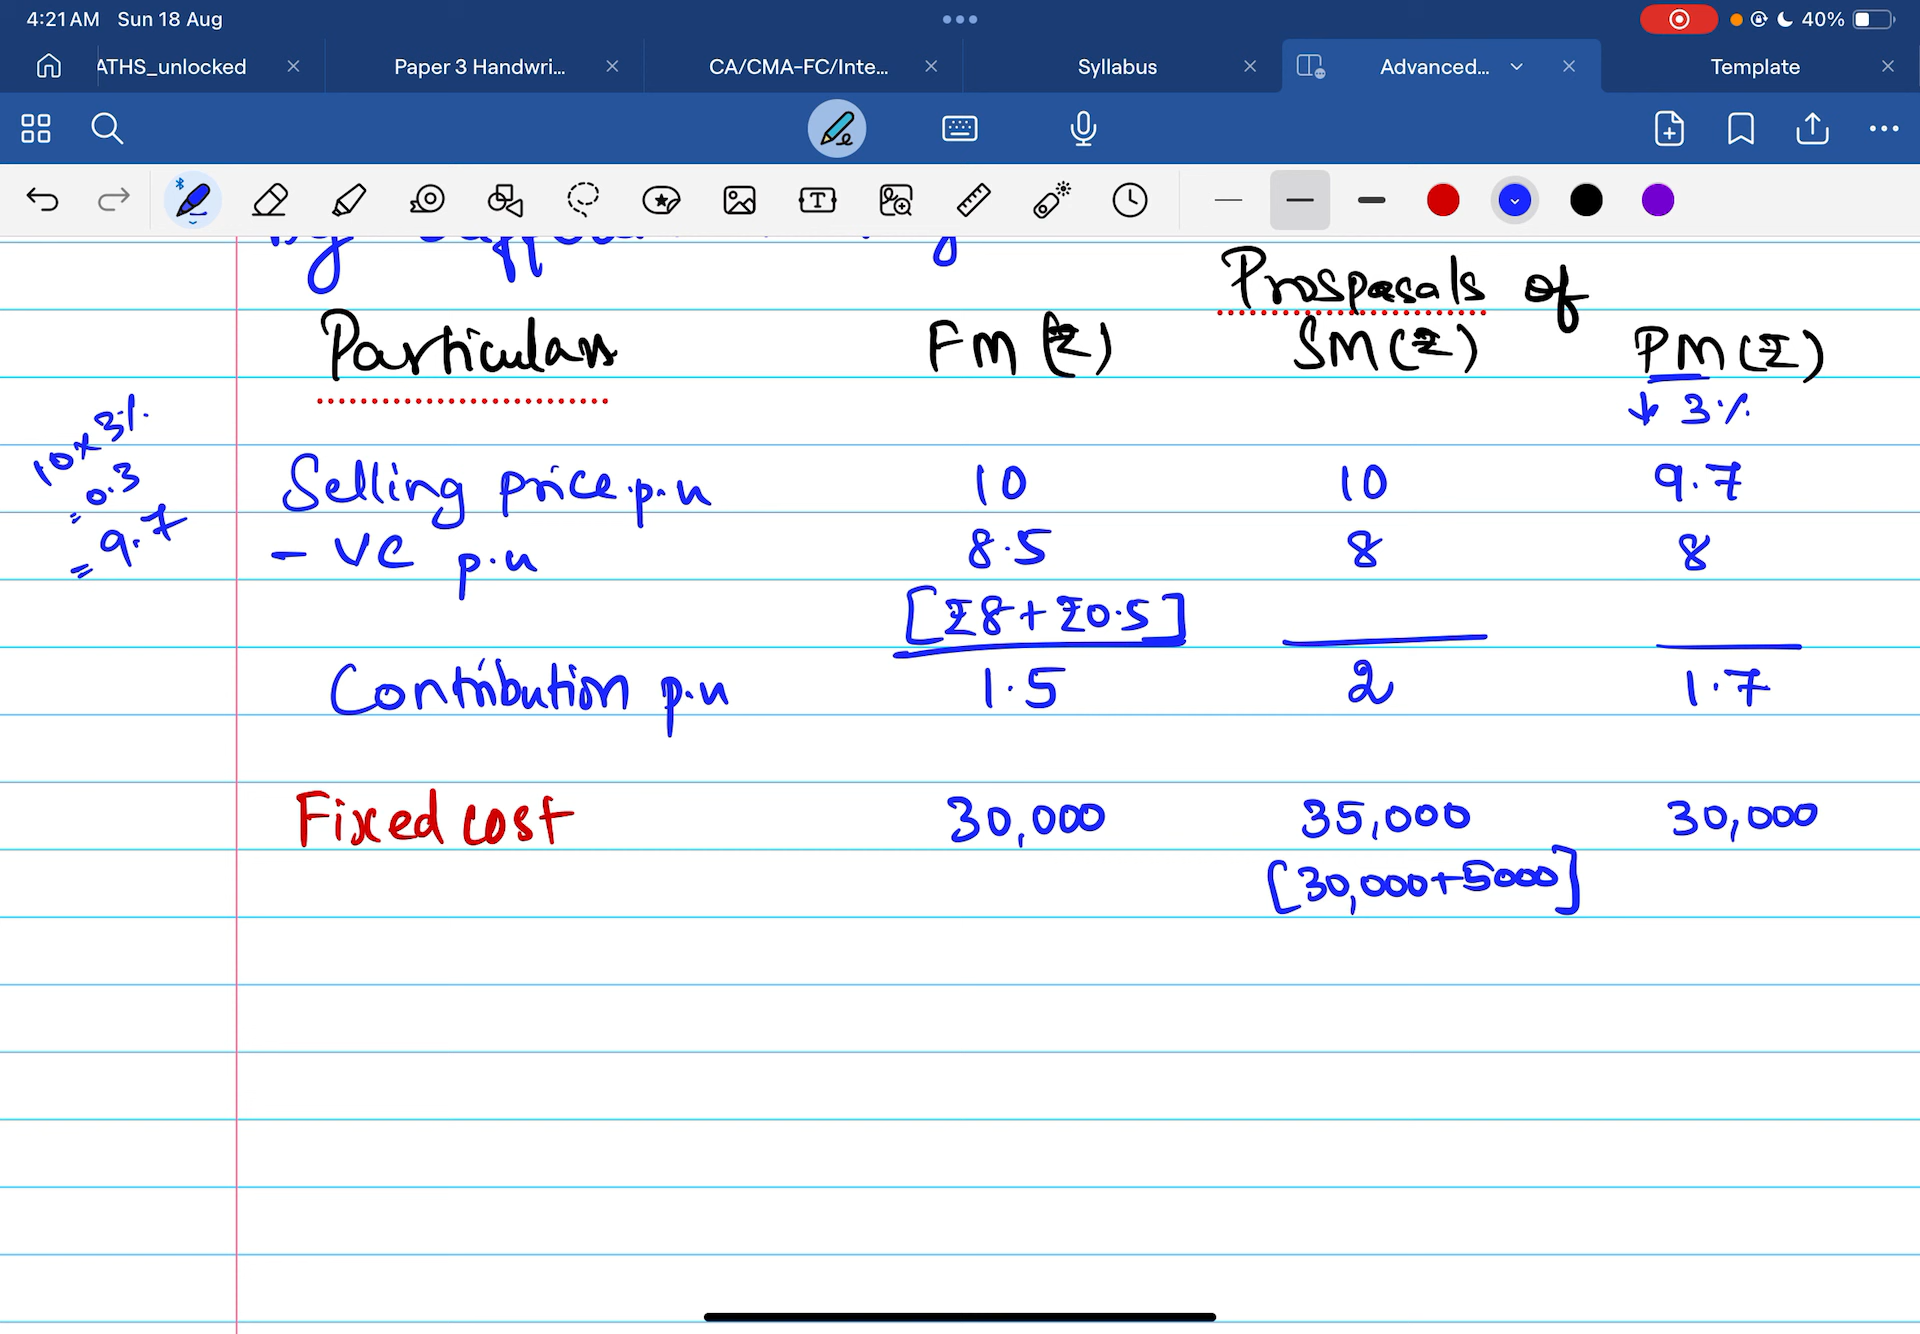 4:21 AM Sun 18 Aug 40%
ATHS_unlocked Paper 3 Handwri... CA/CMA-FC/Inte... Syllabus Advanced... Template
Prosposals of
Particulars FM (₹) SM (₹) PM (₹)
↓ 3%
10 x 3%
= 0.3
= 9.7
Selling price p.u 10 10 9.7
- VC p.u 8.5 8 8
[₹8 + ₹0.5]
Contribution p.u 1.5 2 1.7
Fixed cost 30,000 35,000 30,000
[30,000+5000]